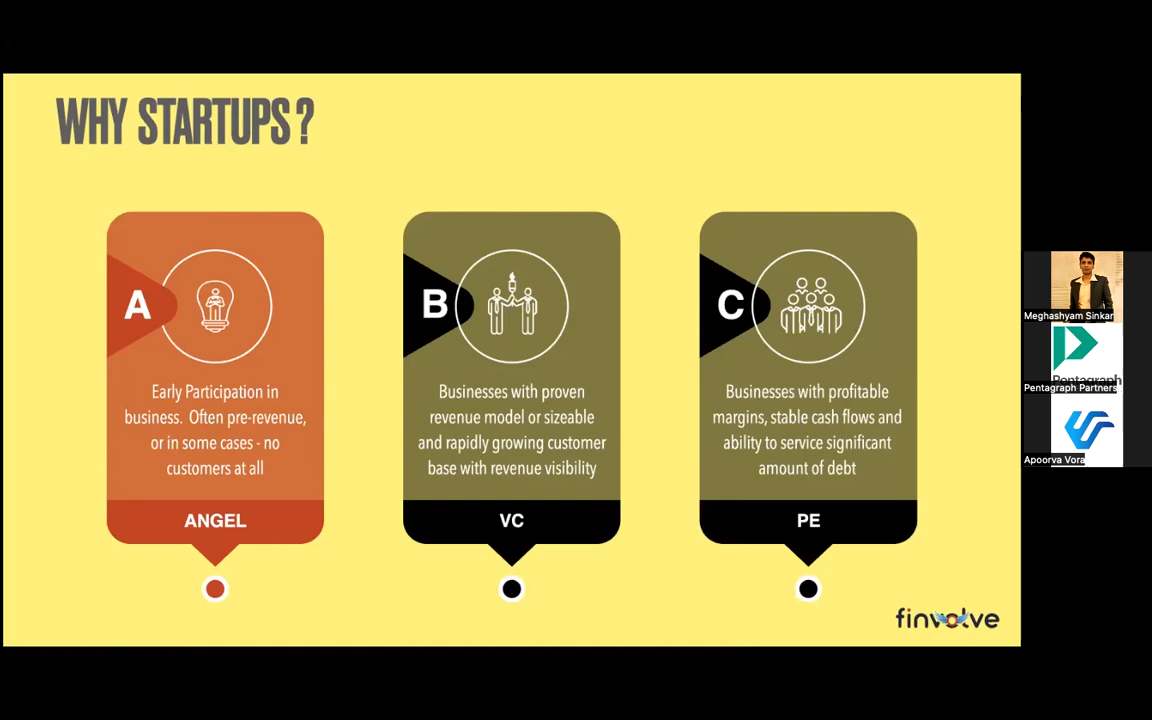 WHY STARTUPS?
A
Early Participation in
business. Often pre-revenue,
or in some cases - no
customers at all
ANGEL
B
Businesses with proven
revenue model or sizeable
and rapidly growing customer
base with revenue visibility
VC
C
Businesses with profitable
margins, stable cash flows and
ability to service significant
amount of debt
PE
finvolve
Meghashyam Sinkar
Pentagraph
Pentagraph Partners
Apoorva Vora